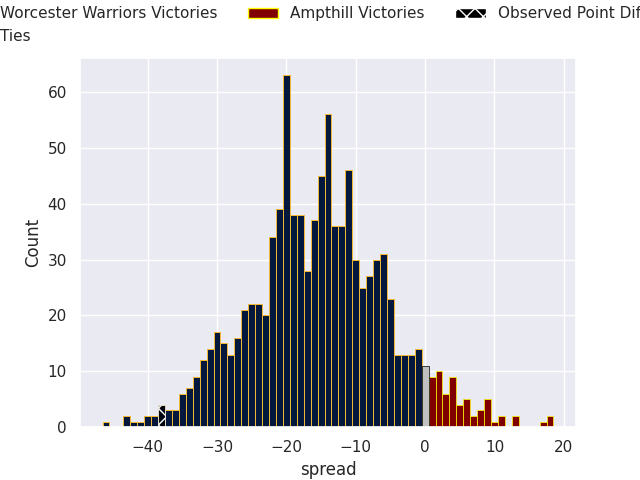 Worcester Warriors Victories Ampthill Victories Observed Point Dif
Ties
60
50
40
30
20
10
0
Count
−40 −30 −20 −10 0 10 20
spread